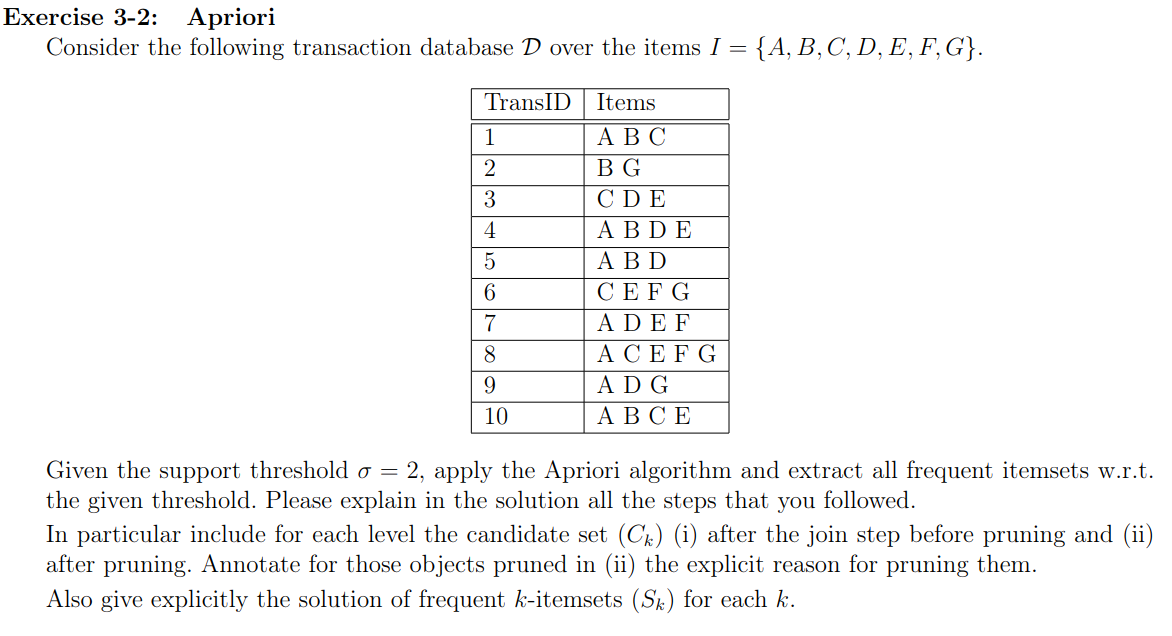 Exercise 3-2: Apriori
Consider the following transaction database 𝒟 over the items I = {A, B, C, D, E, F, G}.
TransID Items
1 A B C
2 B G
3 C D E
4 A B D E
5 A B D
6 C E F G
7 A D E F
8 A C E F G
9 A D G
10 A B C E
Given the support threshold σ = 2, apply the Apriori algorithm and extract all frequent itemsets w.r.t.
the given threshold. Please explain in the solution all the steps that you followed.
In particular include for each level the candidate set (Cₖ) (i) after the join step before pruning and (ii)
after pruning. Annotate for those objects pruned in (ii) the explicit reason for pruning them.
Also give explicitly the solution of frequent k-itemsets (Sₖ) for each k.